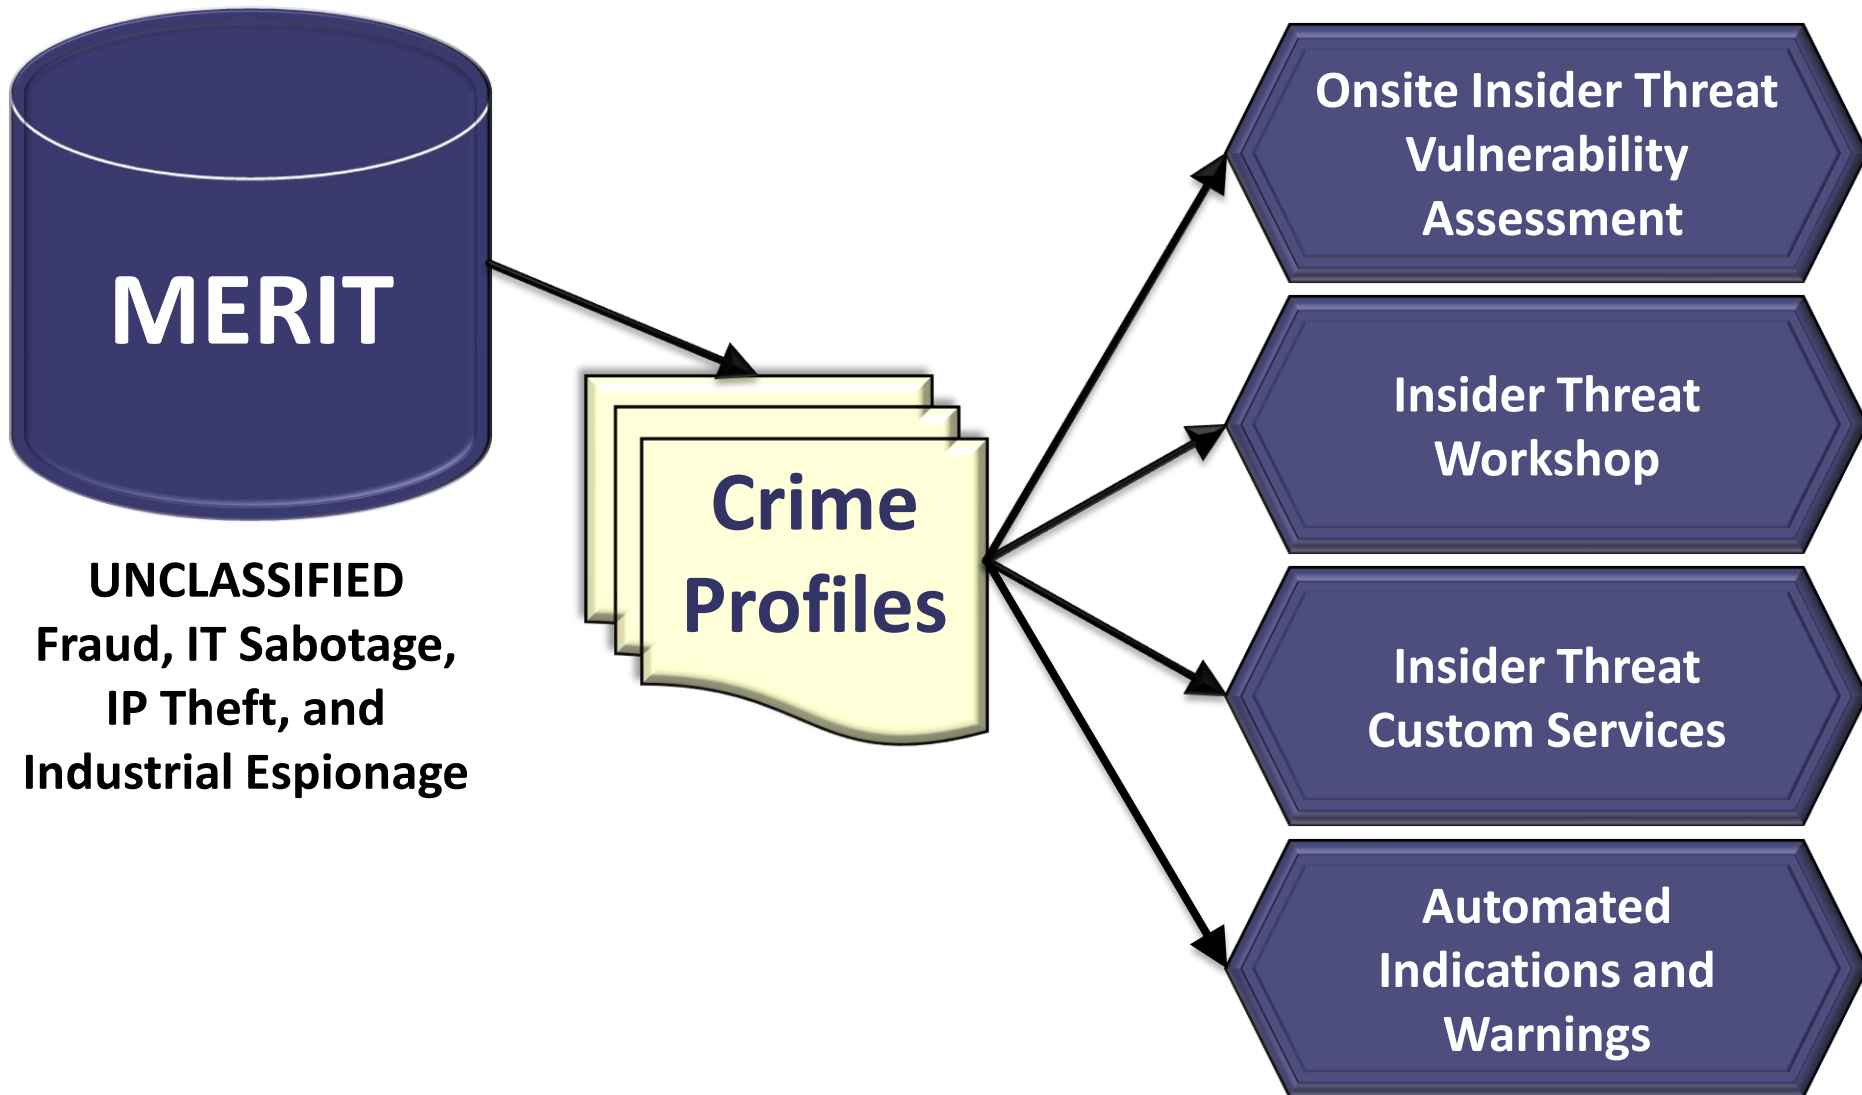 MERIT
UNCLASSIFIED
Fraud, IT Sabotage,
IP Theft, and
Industrial Espionage
Crime
Profiles
Onsite Insider Threat
Vulnerability
Assessment
Insider Threat
Workshop
Insider Threat
Custom Services
Automated
Indications and
Warnings